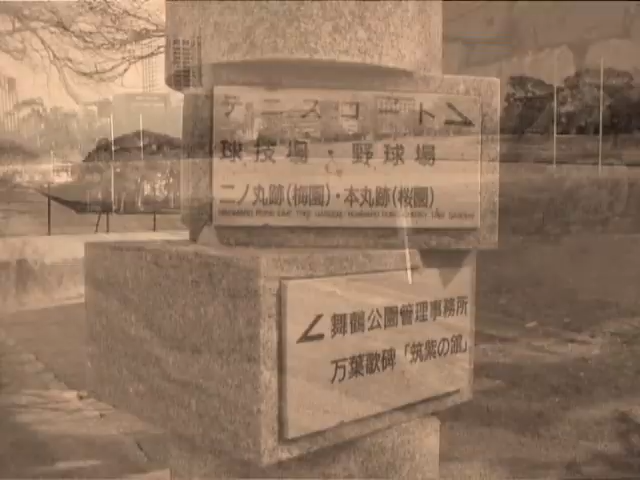 テニスコート
球技場・野球場
二ノ丸跡(梅園)・本丸跡(桜園)
舞鶴公園管理事務所
万葉歌碑「筑紫の館」